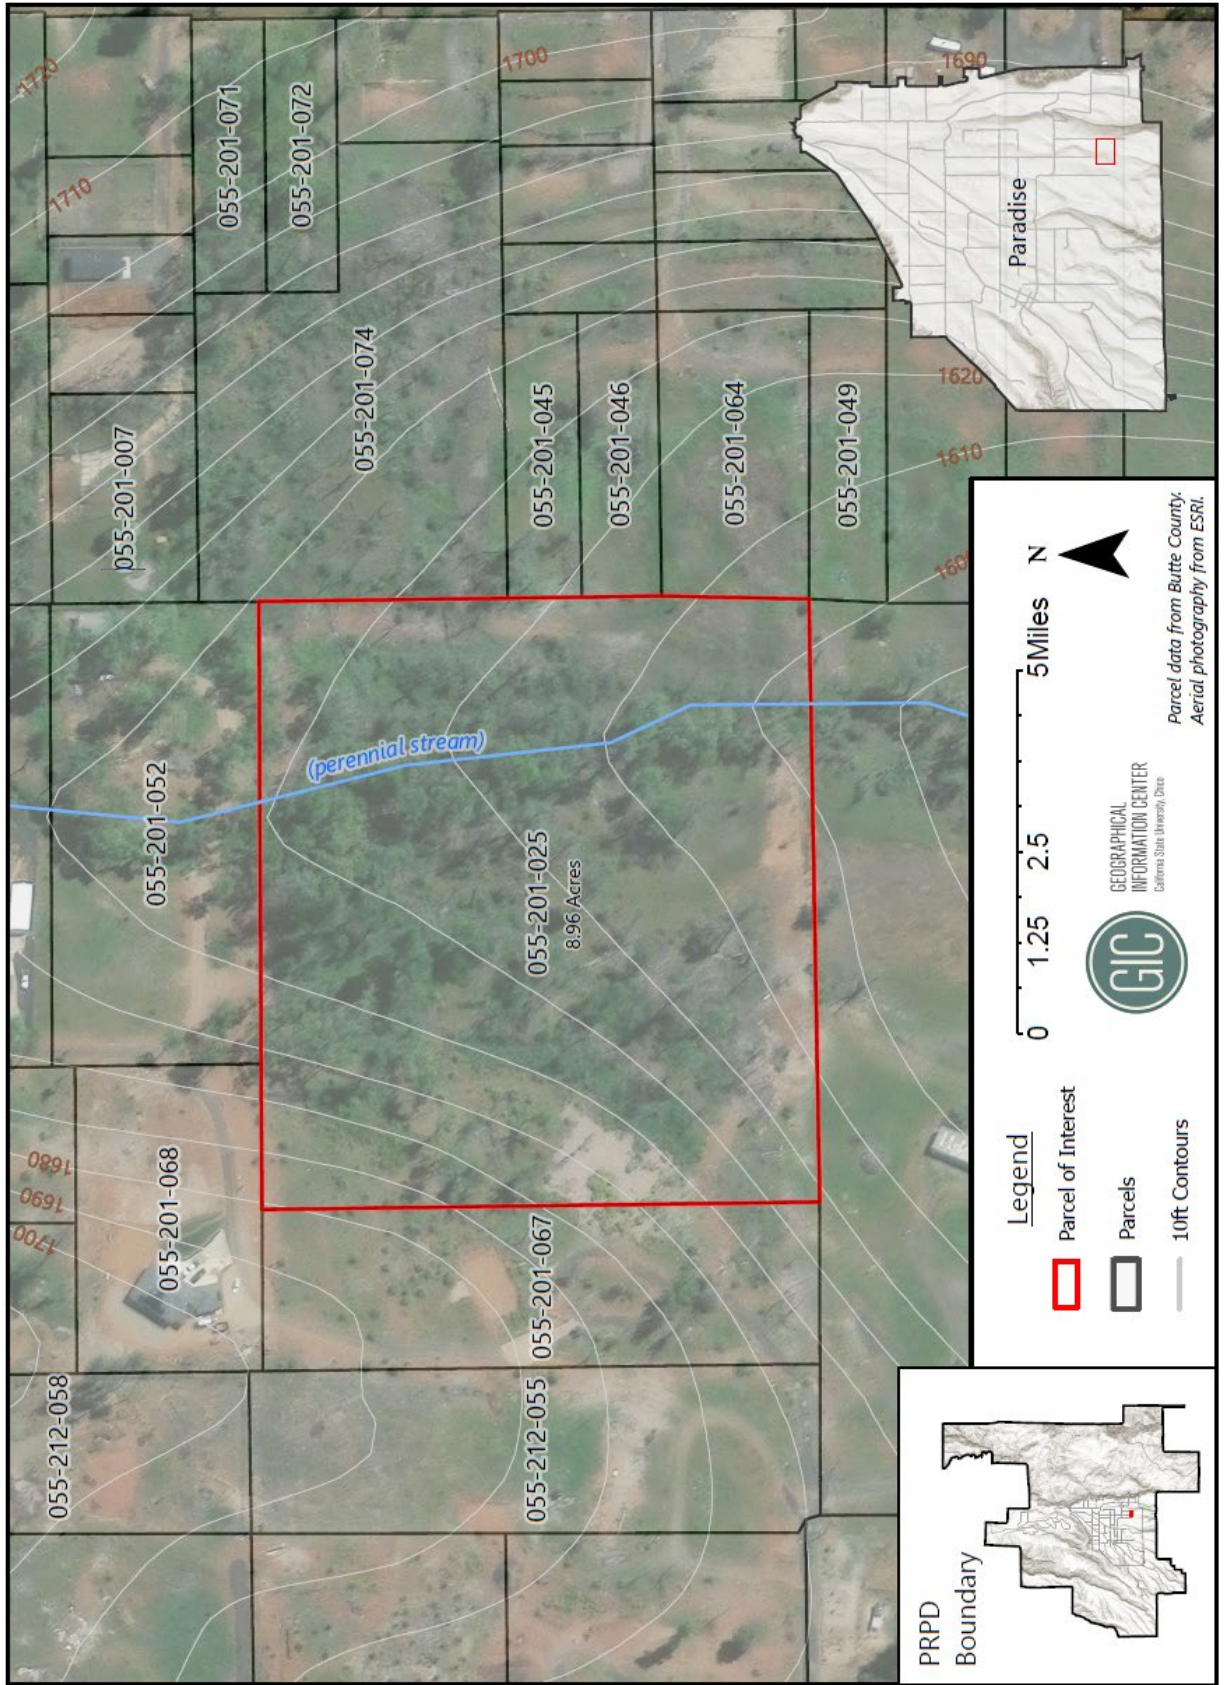 1700
1690
1680
1720
055-212-058
1710
055-201-007
055-201-052
055-201-068
055-201-071
055-201-072
055-201-074
(perennial stream)
1700
055-212-055
055-201-067
055-201-025
8.96 Acres
055-201-045
055-201-046
055-201-064
055-201-049
1690
1620
1610
PRPD
Boundary
Legend
Parcel of Interest
Parcels
10ft Contours
0 1.25 2.5 5 Miles
N
GIC
GEOGRAPHICAL
INFORMATION CENTER
California State University, Chico
Parcel data from Butte County.
Aerial photography from ESRI.
Paradise